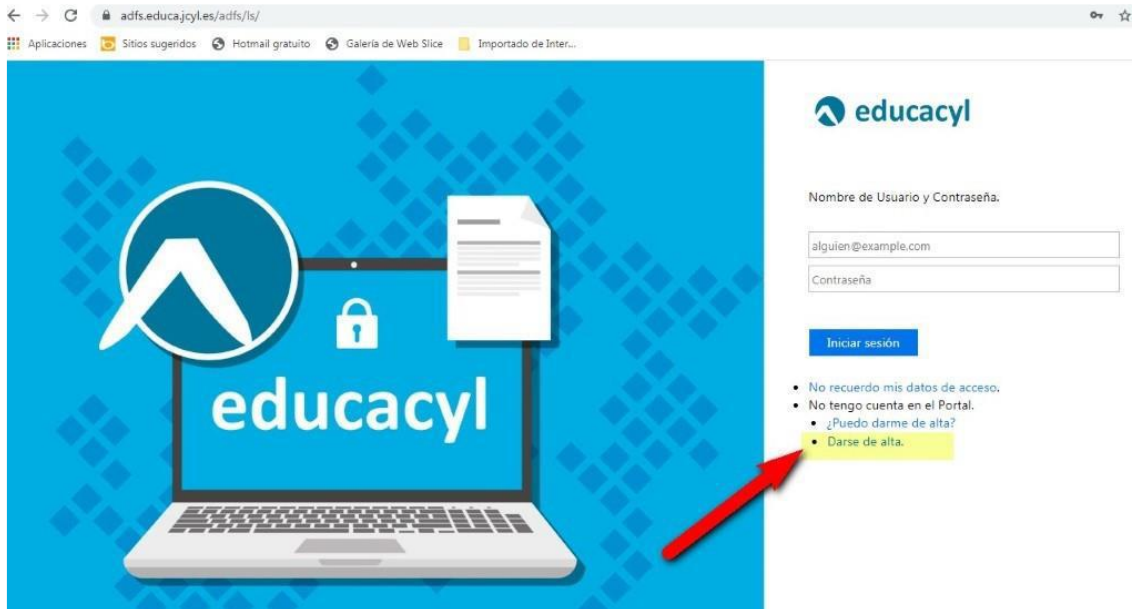 adfs.educa.jcyl.es/adfs/ls/
Aplicaciones Sitios sugeridos Hotmail gratuito Galería de Web Slice Importado de Inter...
educacyl
educacyl
Nombre de Usuario y Contraseña.
alguien@example.com
Contraseña
Iniciar sesión
No recuerdo mis datos de acceso.
No tengo cuenta en el Portal.
¿Puedo darme de alta?
Darse de alta.